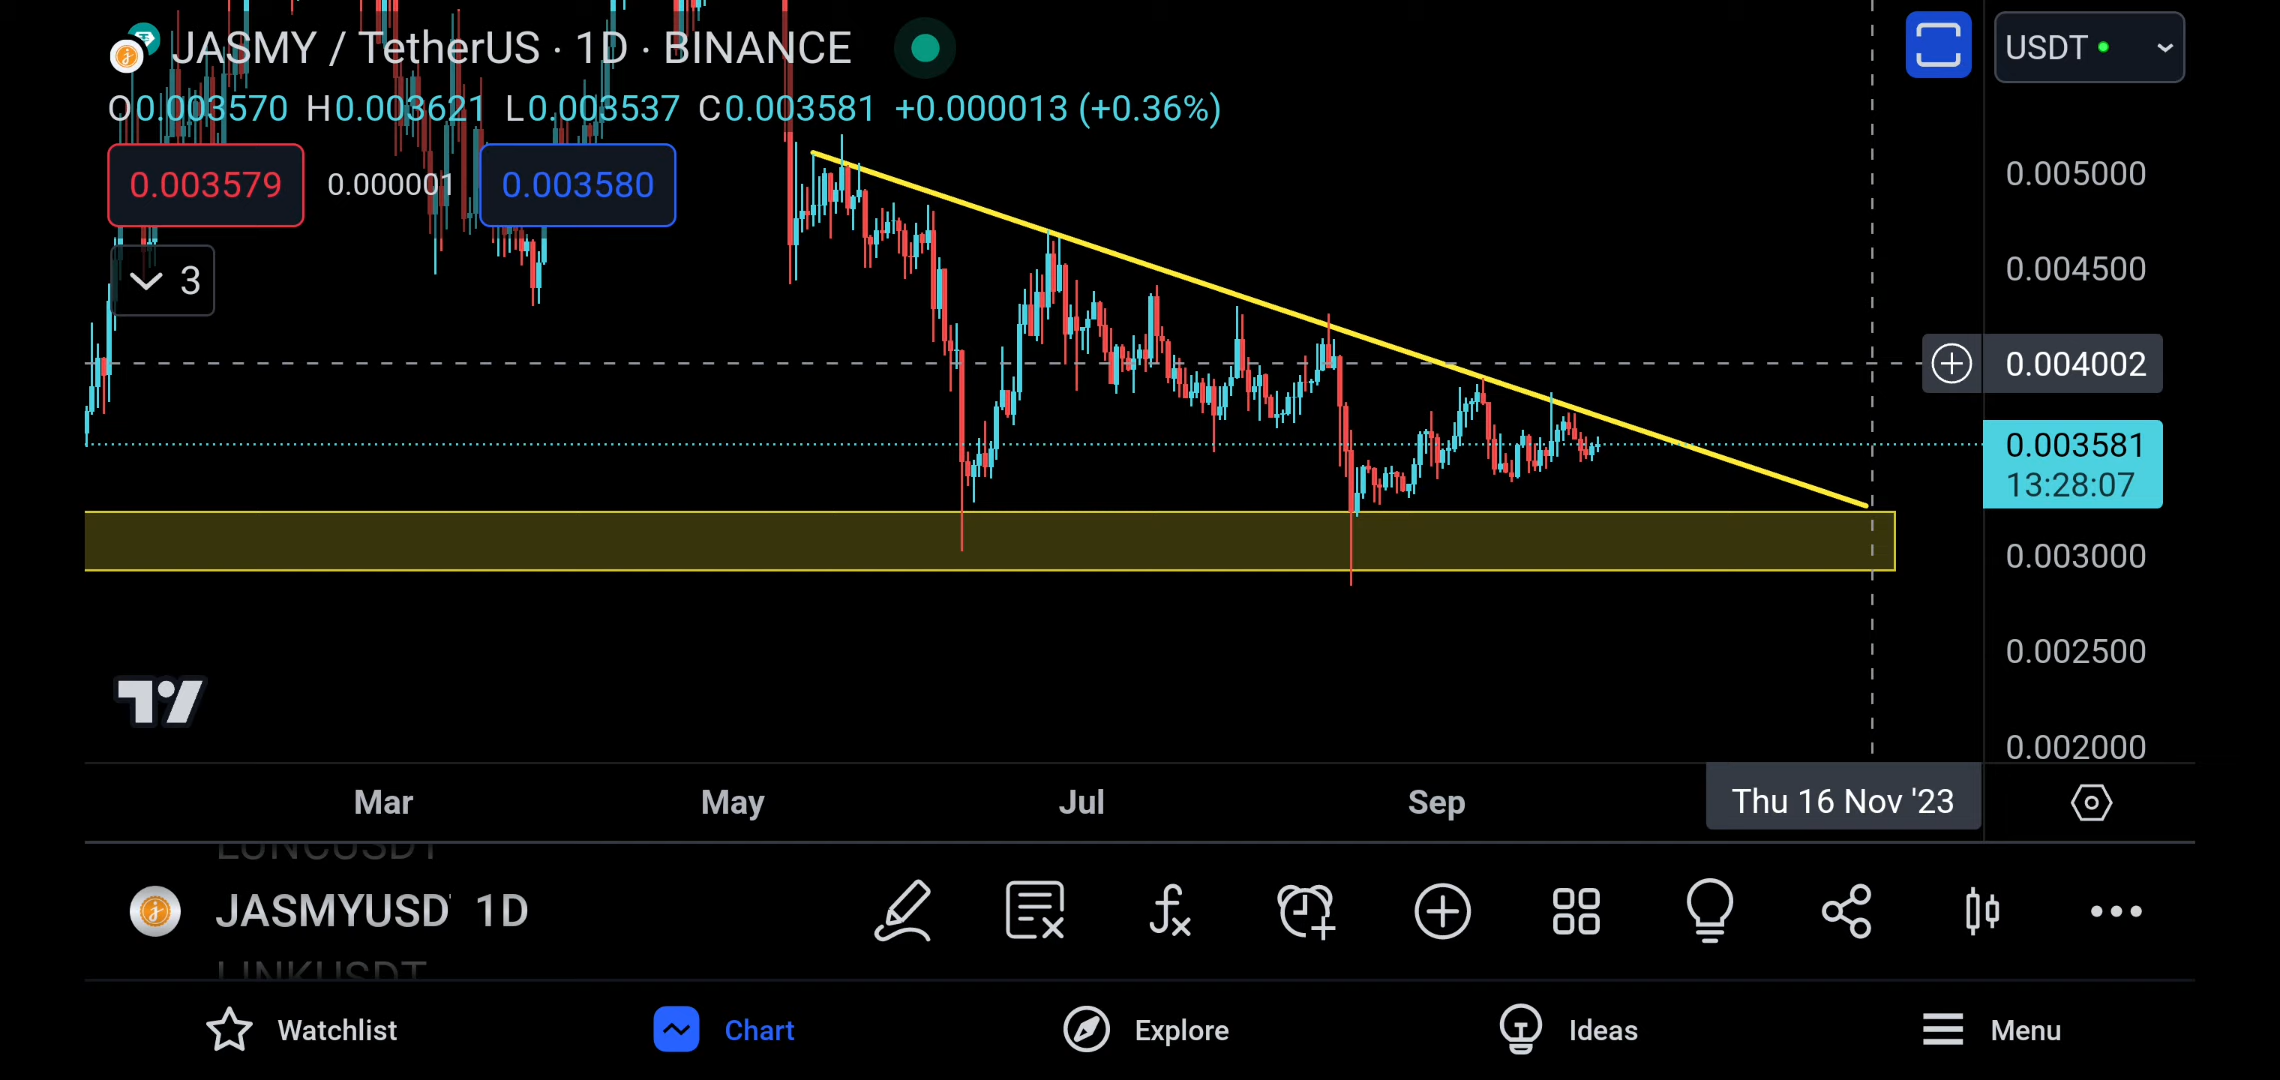 JASMY / TetherUS · 1D · BINANCE
USDT
O0.003570 H0.003621 L0.003537 C0.003581 +0.000013 (+0.36%)
0.003579 0.000001 0.003580
3
0.005000
0.004500
0.004002
0.003581
13:28:07
0.003000
0.002500
0.002000
Mar May Jul Sep Thu 16 Nov '23
LUNCUSDT
JASMYUSD 1D
LINKUSDT
Watchlist Chart Explore Ideas Menu